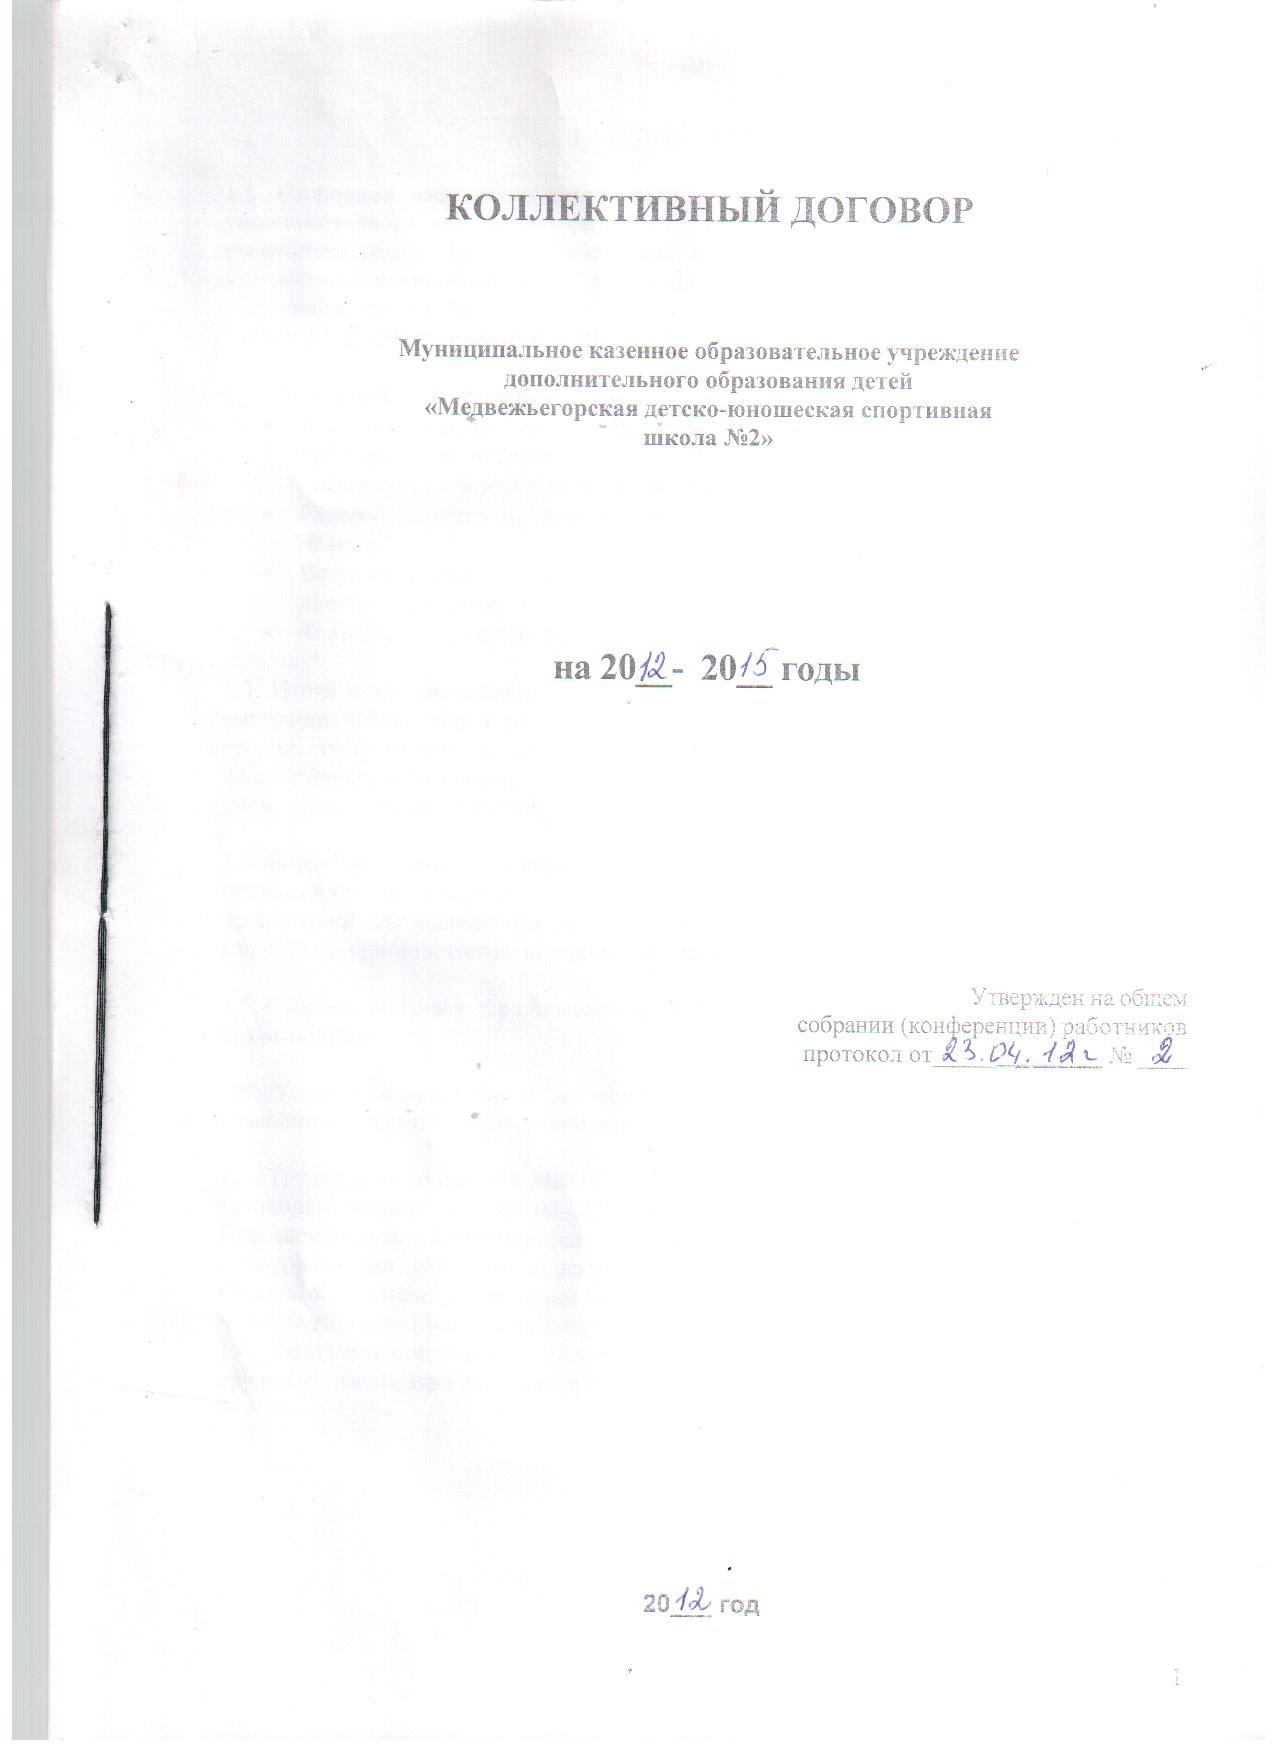 КОЛЛЕКТИВНЫЙ ДОГОВОР
Муниципальное казенное образовательное учреждение
дополнительного образования детей
«Медвежьегорская детско-юношеская спортивная
школа №2»
на 2012 - 2015 годы
Утвержден на общем
собрании (конференции) работников
протокол от 23.04.12г № 2
2012 год
1